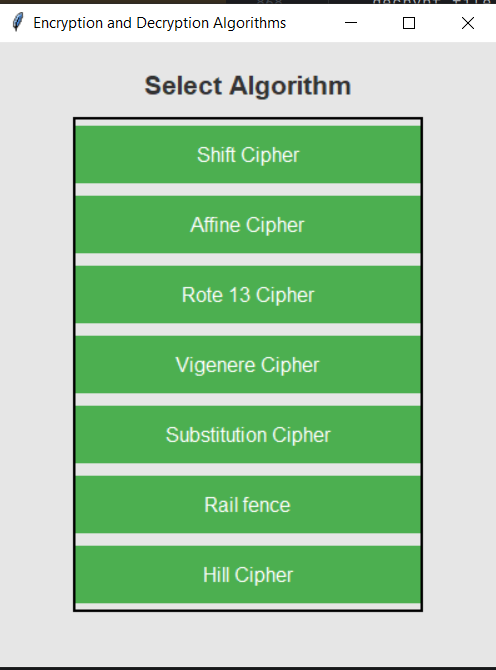 Encryption and Decryption Algorithms
Select Algorithm
Shift Cipher
Affine Cipher
Rote 13 Cipher
Vigenere Cipher
Substitution Cipher
Rail fence
Hill Cipher